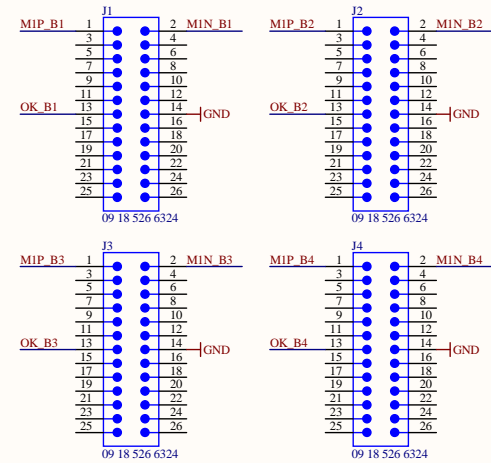 J1
M1P_B1 1 2 M1N_B1
3 4
5 6
7 8
9 10
11 12
OK_B1 13 14 GND
15 16
17 18
19 20
21 22
23 24
25 26
09 18 526 6324
J2
M1P_B2 1 2 M1N_B2
3 4
5 6
7 8
9 10
11 12
OK_B2 13 14 GND
15 16
17 18
19 20
21 22
23 24
25 26
09 18 526 6324
J3
M1P_B3 1 2 M1N_B3
3 4
5 6
7 8
9 10
11 12
OK_B3 13 14 GND
15 16
17 18
19 20
21 22
23 24
25 26
09 18 526 6324
J4
M1P_B4 1 2 M1N_B4
3 4
5 6
7 8
9 10
11 12
OK_B4 13 14 GND
15 16
17 18
19 20
21 22
23 24
25 26
09 18 526 6324